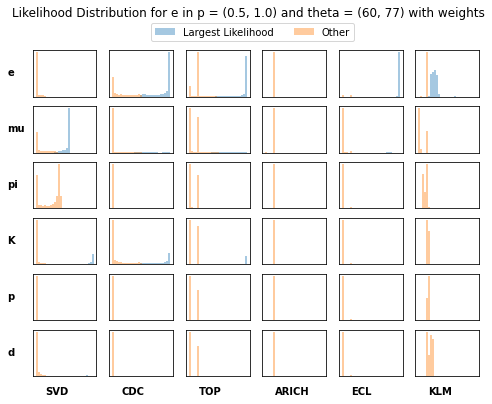 Likelihood Distribution for e in p = (0.5, 1.0) and theta = (60, 77) with weights
Largest Likelihood Other
e
mu
pi
K
p
d
SVD CDC TOP ARICH ECL KLM